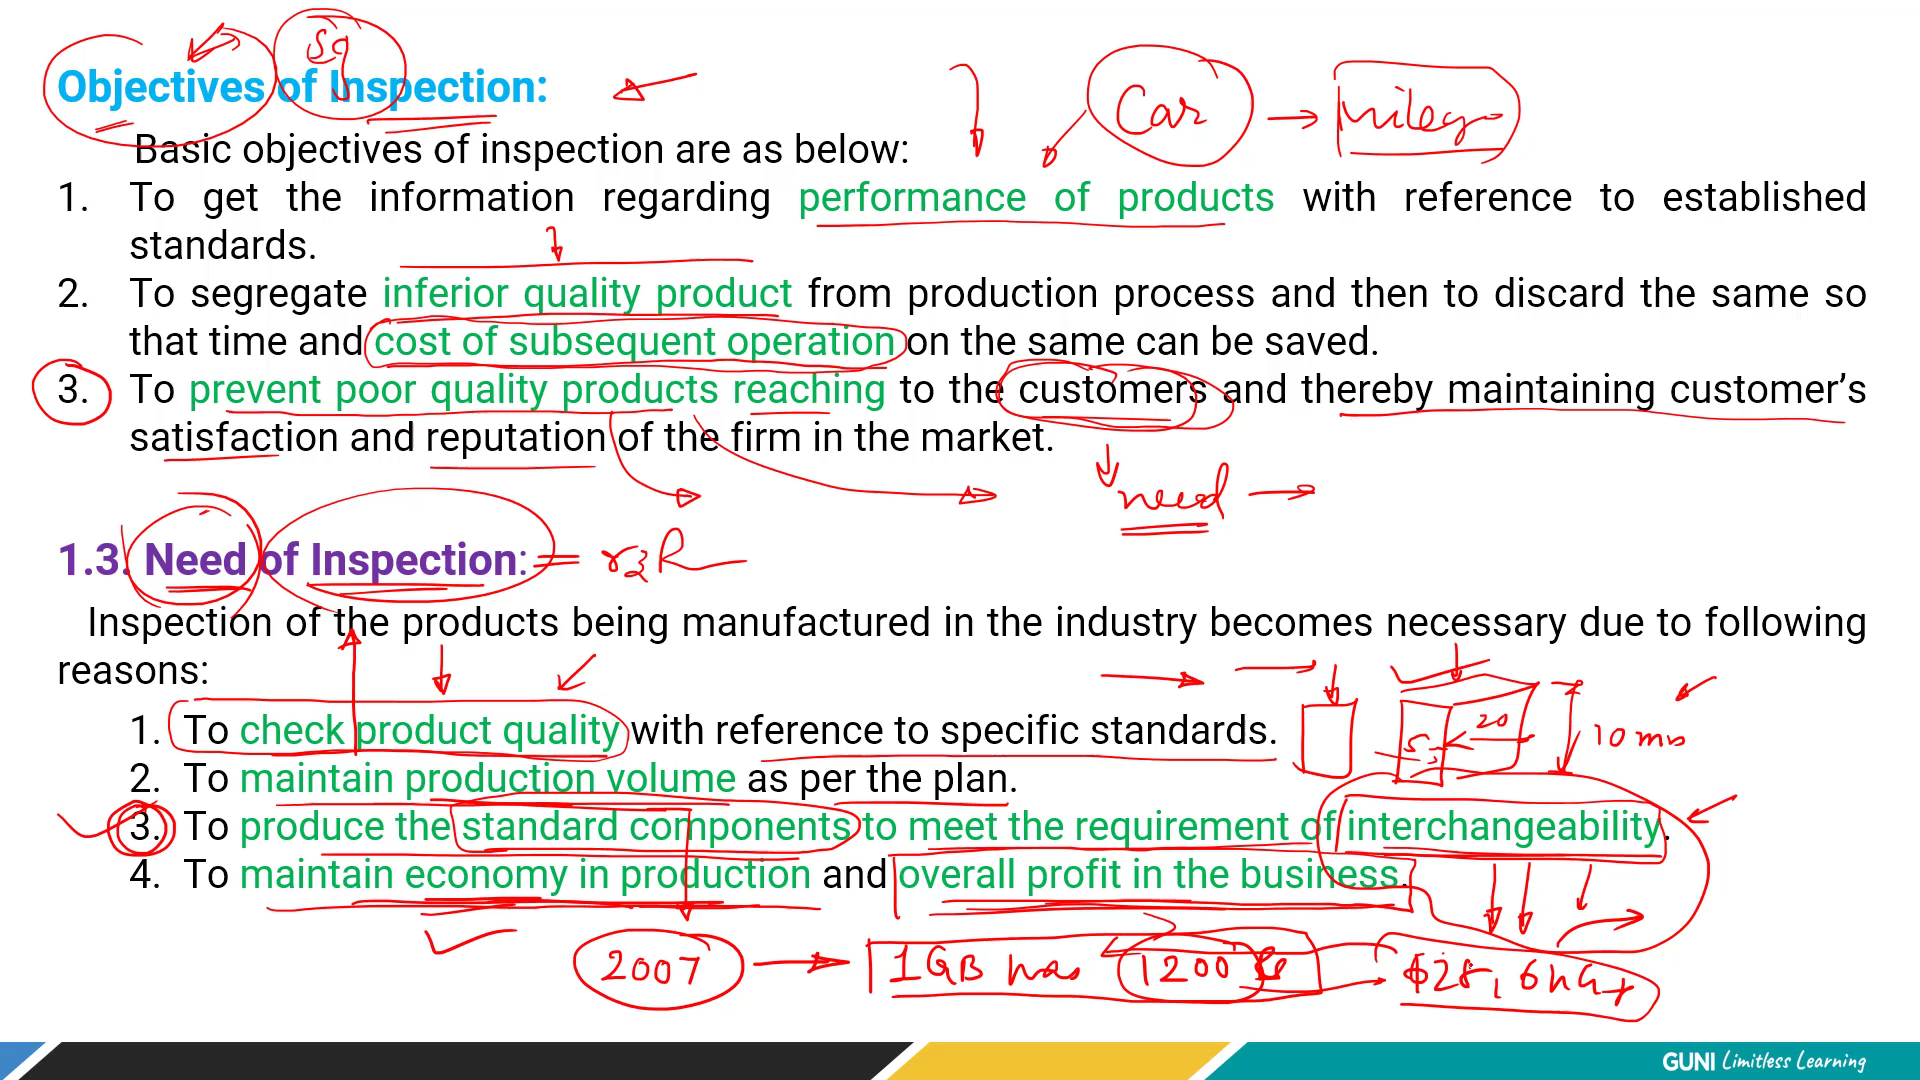 Objectives of Inspection:
Car
Basic objectives of inspection are as below:
1. To get the information regarding performance of products with reference to established
standards.
2. To segregate inferior quality product from production process and then to discard the same so
that time and cost of subsequent operation on the same can be saved.
3. To prevent poor quality products reaching to the customers and thereby maintaining customer’s
satisfaction and reputation of the firm in the market.
need
1.3. Need of Inspection:
Inspection of the products being manufactured in the industry becomes necessary due to following
reasons:
1. To check product quality with reference to specific standards.
20
5
10 mm
2. To maintain production volume as per the plan.
3. To produce the standard components to meet the requirement of interchangeability.
4. To maintain economy in production and overall profit in the business.
2007
1GB was 1200
GUNI Limitless Learning